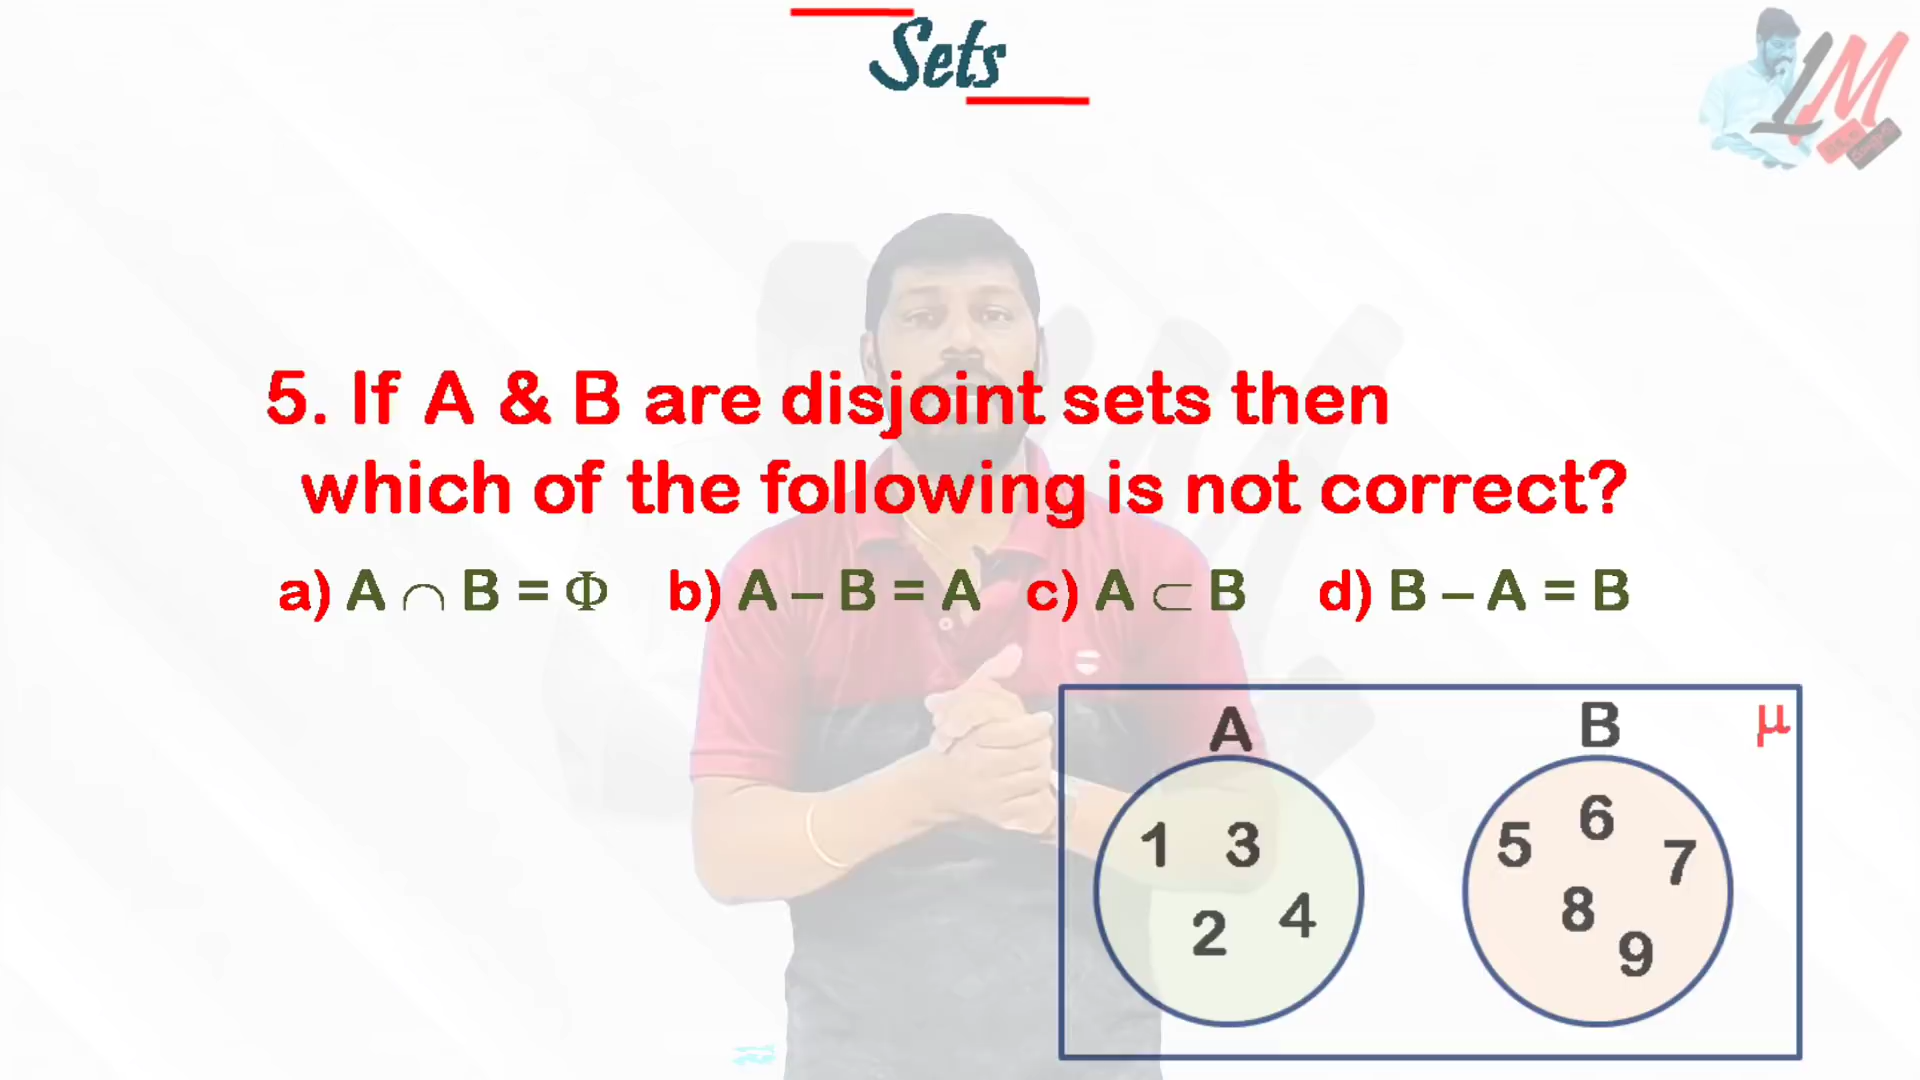 Sets
LM
5. If A & B are disjoint sets then
which of the following is not correct?
a) A ∩ B = Φ b) A – B = A c) A ⊂ B d) B – A = B
A B µ
1 3 5 6 7
2 4 8 9